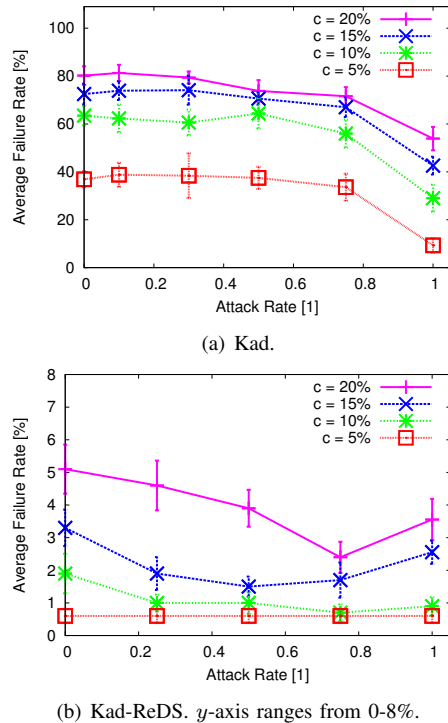 100
80
60
40
20
0
Average Failure Rate [%]
c = 20%
c = 15%
c = 10%
c = 5%
0 0.2 0.4 0.6 0.8 1
Attack Rate [1]
(a) Kad.
8
7
6
5
4
3
2
1
0
Average Failure Rate [%]
c = 20%
c = 15%
c = 10%
c = 5%
0 0.2 0.4 0.6 0.8 1
Attack Rate [1]
(b) Kad-ReDS. y-axis ranges from 0-8%.